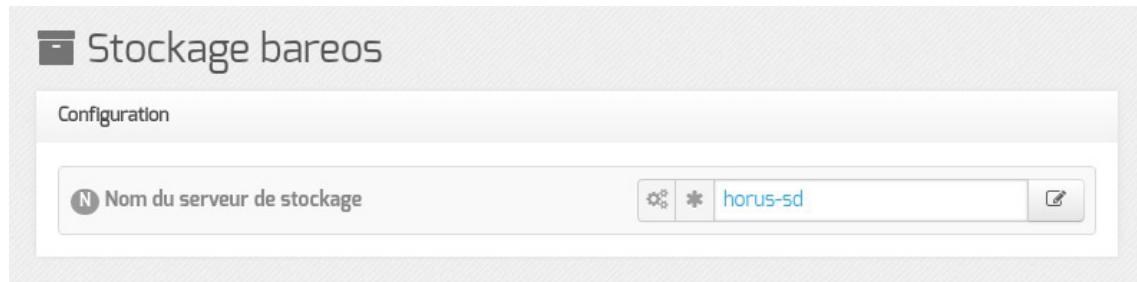 Stockage bareos
Configuration
N Nom du serveur de stockage horus-sd